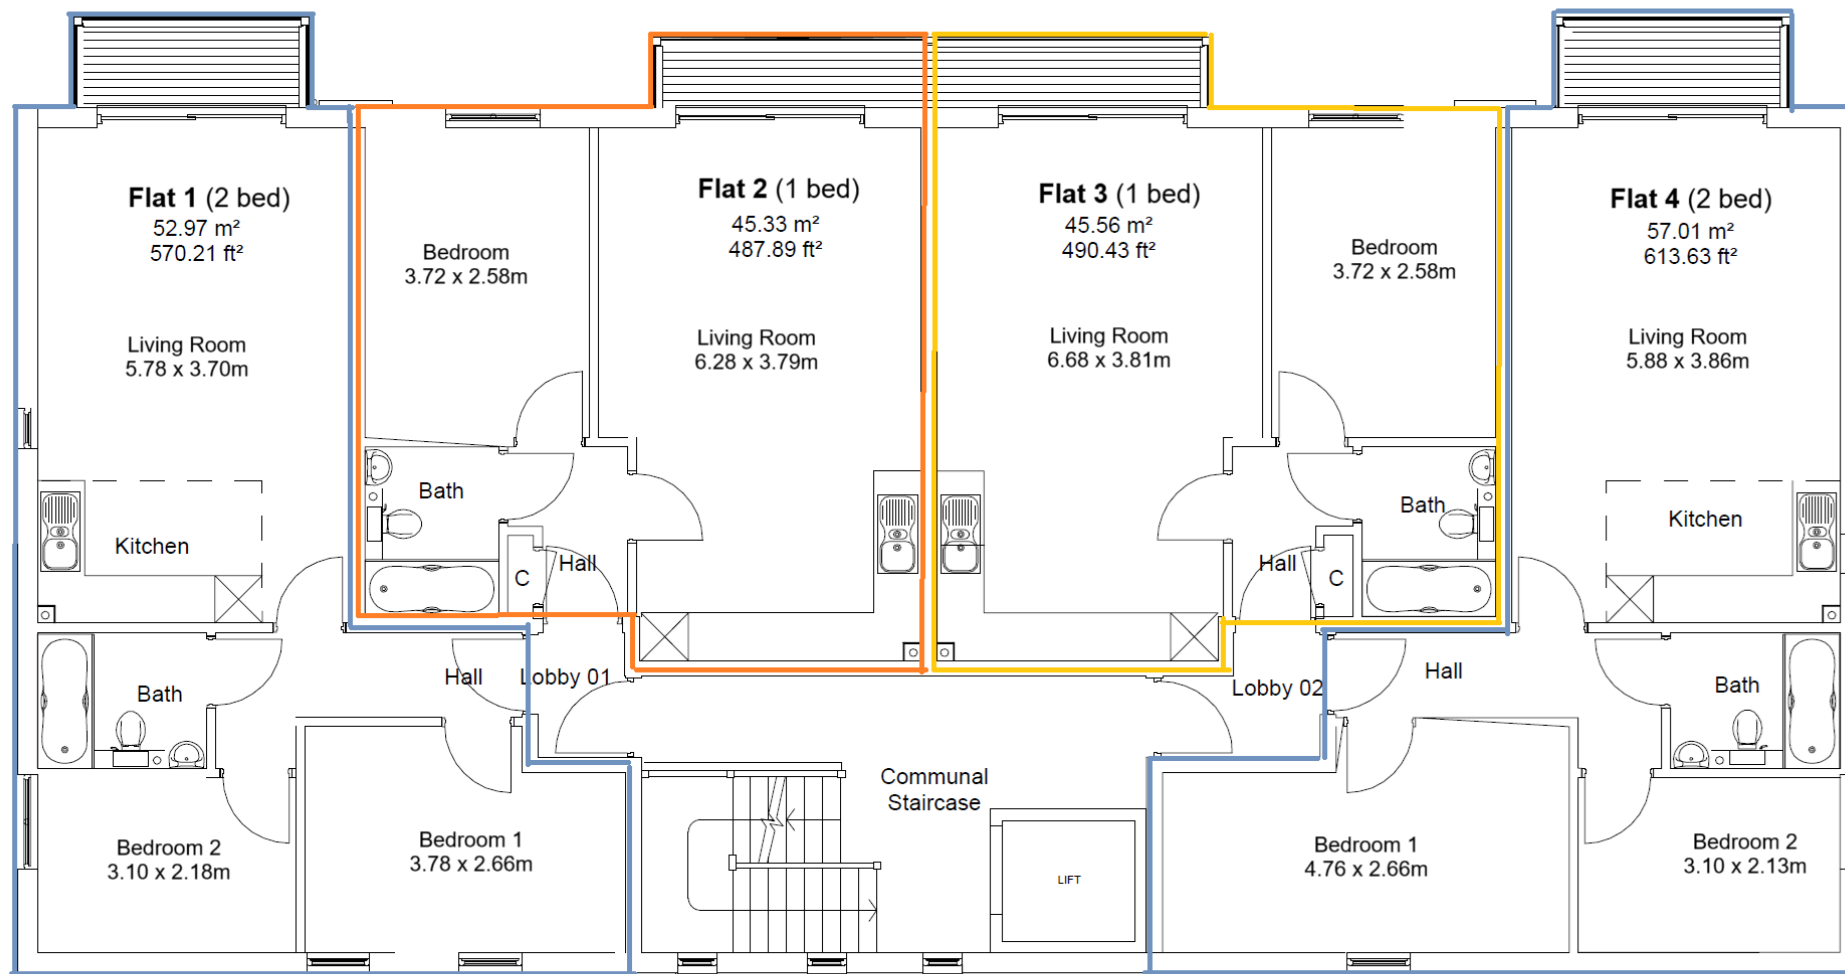 Flat 1 (2 bed)
52.97 m²
570.21 ft²
Living Room
5.78 x 3.70m
Kitchen
Bath
Hall
Bedroom 2
3.10 x 2.18m
Bedroom 1
3.78 x 2.66m
Bedroom
3.72 x 2.58m
Bath
C
Hall
Lobby 01
Flat 2 (1 bed)
45.33 m²
487.89 ft²
Living Room
6.28 x 3.79m
Flat 3 (1 bed)
45.56 m²
490.43 ft²
Living Room
6.68 x 3.81m
Bedroom
3.72 x 2.58m
Bath
Hall
C
Lobby 02
Communal
Staircase
LIFT
Flat 4 (2 bed)
57.01 m²
613.63 ft²
Living Room
5.88 x 3.86m
Kitchen
Hall
Bath
Bedroom 1
4.76 x 2.66m
Bedroom 2
3.10 x 2.13m